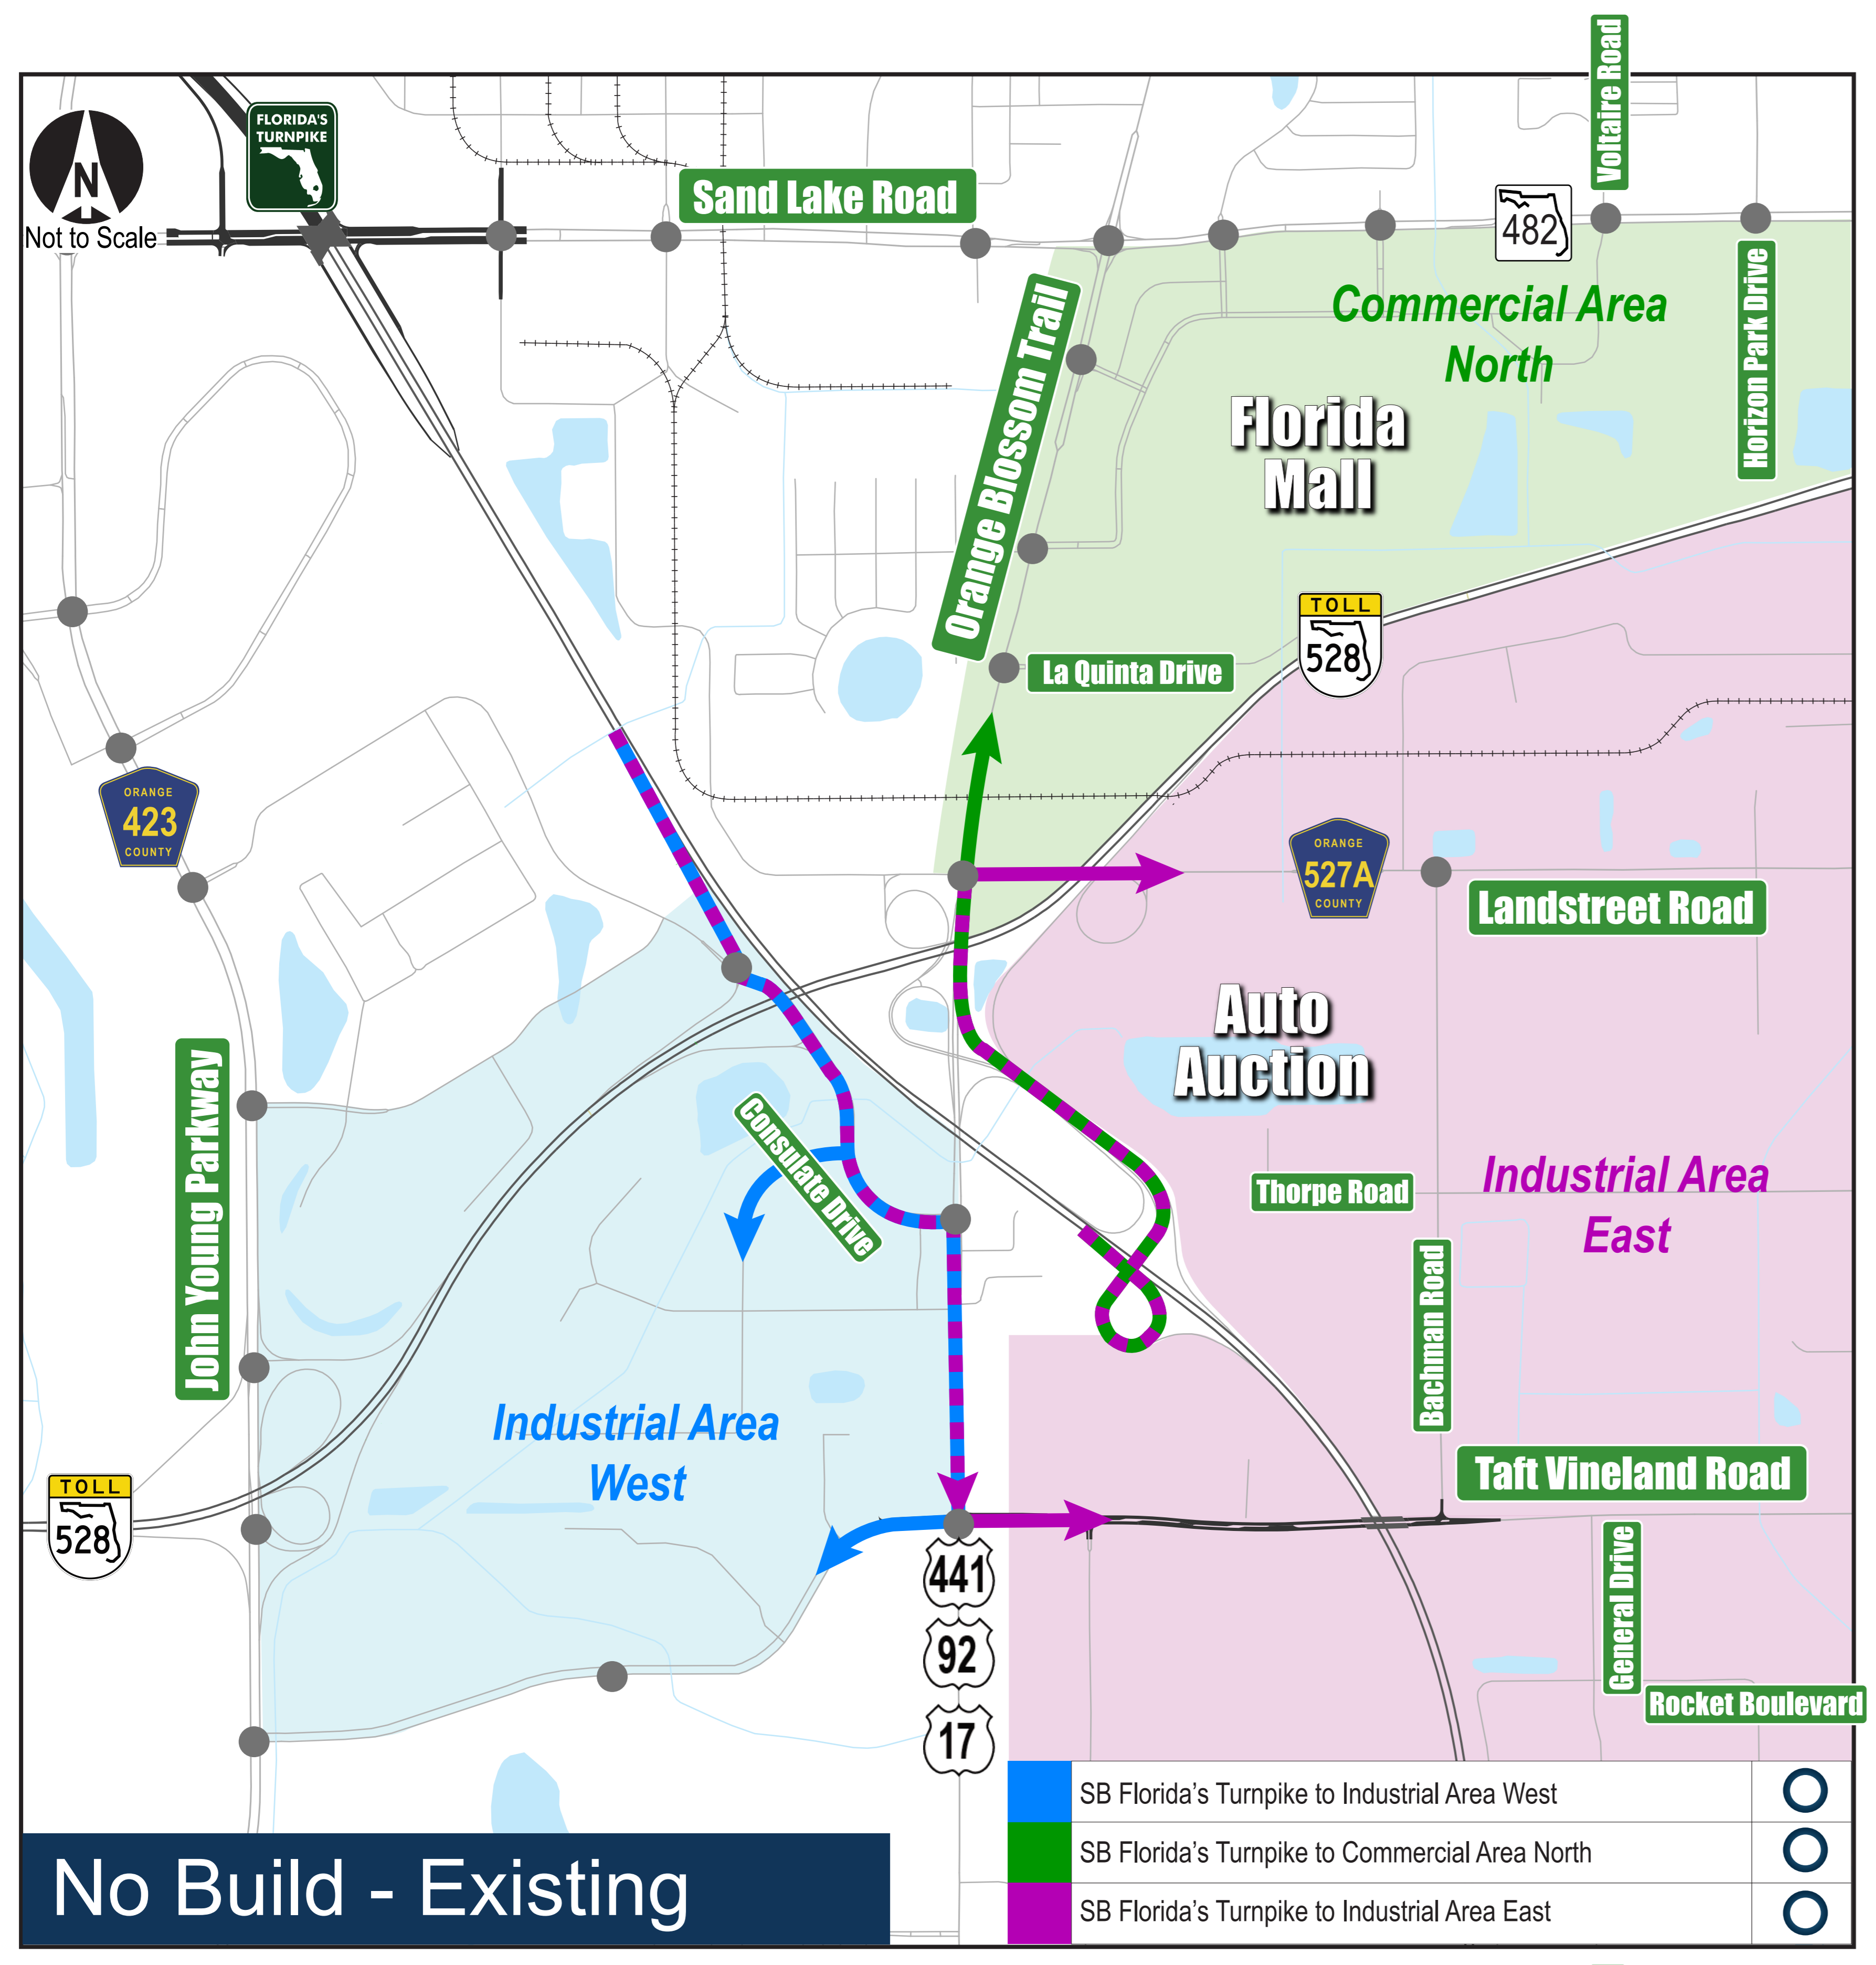 Voltaire Road
FLORIDA'S
TURNPIKE
N
Not to Scale
Sand Lake Road
482
Commercial Area
North
Horizon Park Drive
Orange Blossom Trail
Florida
Mall
TOLL
528
La Quinta Drive
ORANGE
423
COUNTY
ORANGE
527A
COUNTY
Landstreet Road
Auto
Auction
John Young Parkway
Consulate Drive
Thorpe Road
Industrial Area
East
Bachman Road
Industrial Area
West
Taft Vineland Road
TOLL
528
441
92
17
General Drive
Rocket Boulevard
SB Florida's Turnpike to Industrial Area West
SB Florida's Turnpike to Commercial Area North
SB Florida's Turnpike to Industrial Area East
No Build - Existing